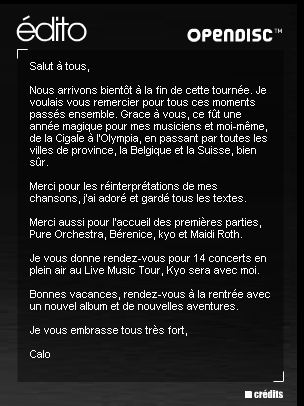 édito
OPENDISC™
Salut à tous,
Nous arrivons bientôt à la fin de cette tournée. Je
voulais vous remercier pour tous ces moments
passés ensemble. Grace à vous, ce fût une
année magique pour mes musiciens et moi-même,
de la Cigale à l'Olympia, en passant par toutes les
villes de province, la Belgique et la Suisse, bien
sûr.
Merci pour les réinterprétations de mes
chansons, j'ai adoré et gardé tous les textes.
Merci aussi pour l'accueil des premières parties,
Pure Orchestra, Bérenice, kyo et Maidi Roth.
Je vous donne rendez-vous pour 14 concerts en
plein air au Live Music Tour, Kyo sera avec moi.
Bonnes vacances, rendez-vous à la rentrée avec
un nouvel album et de nouvelles aventures.
Je vous embrasse tous très fort,
Calo
crédits